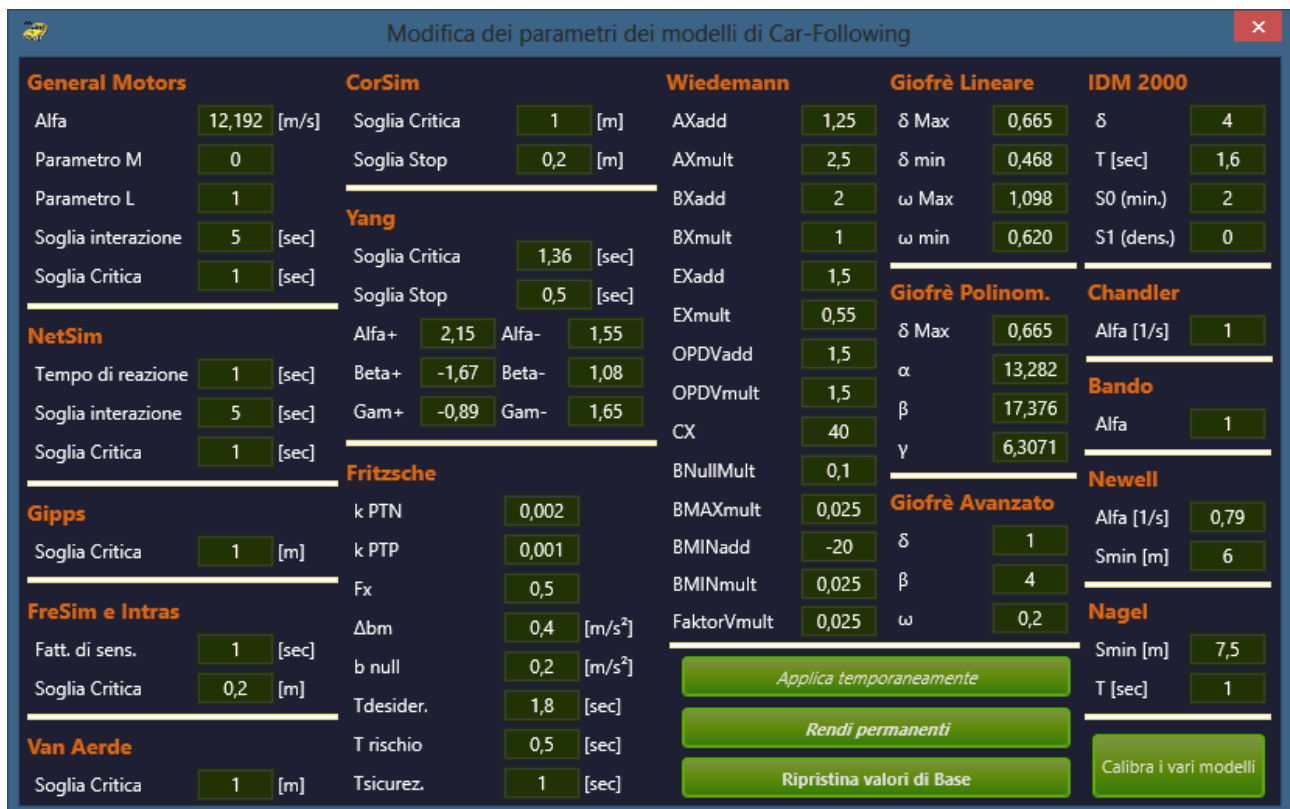 Modifica dei parametri dei modelli di Car-Following
General Motors
Alfa 12,192 [m/s]
Parametro M 0
Parametro L 1
Soglia interazione 5 [sec]
Soglia Critica 1 [sec]
NetSim
Tempo di reazione 1 [sec]
Soglia interazione 5 [sec]
Soglia Critica 1 [sec]
Gipps
Soglia Critica 1 [m]
FreSim e Intras
Fatt. di sens. 1 [sec]
Soglia Critica 0,2 [m]
Van Aerde
Soglia Critica 1 [m]
CorSim
Soglia Critica 1 [m]
Soglia Stop 0,2 [m]
Yang
Soglia Critica 1,36 [sec]
Soglia Stop 0,5 [sec]
Alfa+ 2,15 Alfa- 1,55
Beta+ -1,67 Beta- 1,08
Gam+ -0,89 Gam- 1,65
Fritzsche
k PTN 0,002
k PTP 0,001
Fx 0,5
Δbm 0,4 [m/s²]
b null 0,2 [m/s²]
Tdesider. 1,8 [sec]
T rischio 0,5 [sec]
Tsicurez. 1 [sec]
Wiedemann
AXadd 1,25
AXmult 2,5
BXadd 2
BXmult 1
EXadd 1,5
EXmult 0,55
OPDVadd 1,5
OPDVmult 1,5
CX 40
BNullMult 0,1
BMAXmult 0,025
BMINadd -20
BMINmult 0,025
FaktorVmult 0,025
Giofrè Lineare
δ Max 0,665
δ min 0,468
ω Max 1,098
ω min 0,620
Giofrè Polinom.
δ Max 0,665
α 13,282
β 17,376
γ 6,3071
Giofrè Avanzato
δ 1
β 4
ω 0,2
IDM 2000
δ 4
T [sec] 1,6
S0 (min.) 2
S1 (dens.) 0
Chandler
Alfa [1/s] 1
Bando
Alfa 1
Newell
Alfa [1/s] 0,79
Smin [m] 6
Nagel
Smin [m] 7,5
T [sec] 1
Applica temporaneamente
Rendi permanenti
Ripristina valori di Base
Calibra i vari modelli